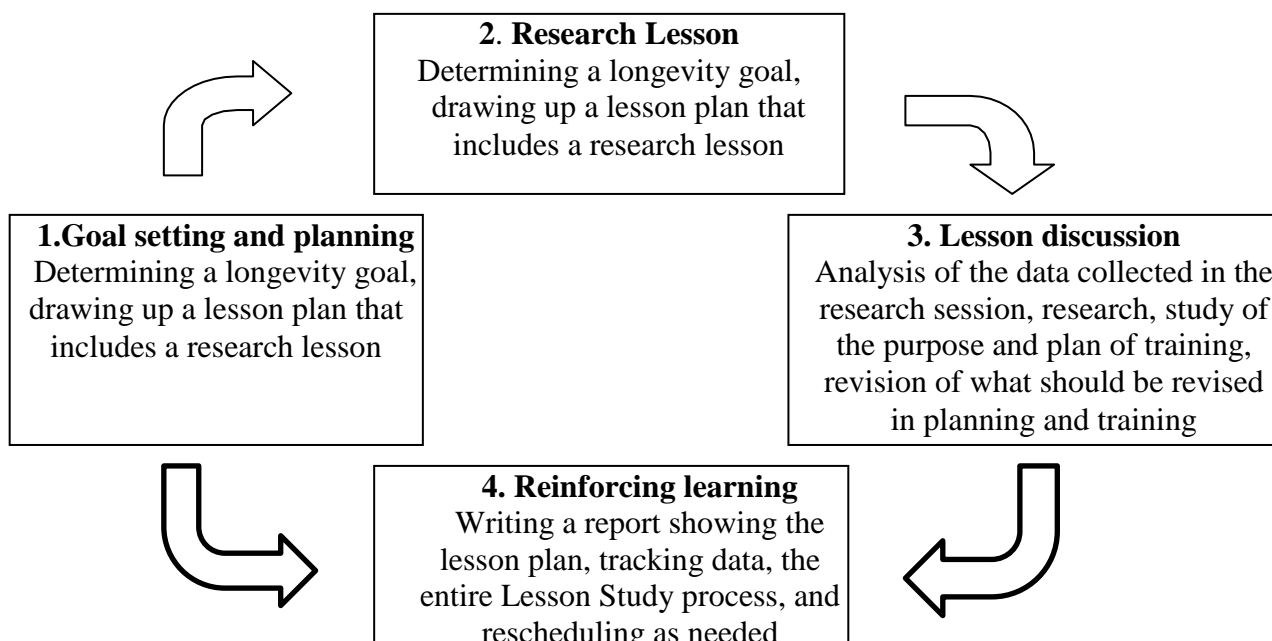 2. Research Lesson
Determining a longevity goal,
drawing up a lesson plan that
includes a research lesson
1.Goal setting and planning
Determining a longevity goal,
drawing up a lesson plan that
includes a research lesson
3. Lesson discussion
Analysis of the data collected in the
research session, research, study of
the purpose and plan of training,
revision of what should be revised
in planning and training
4. Reinforcing learning
Writing a report showing the
lesson plan, tracking data, the
entire Lesson Study process, and
rescheduling as needed